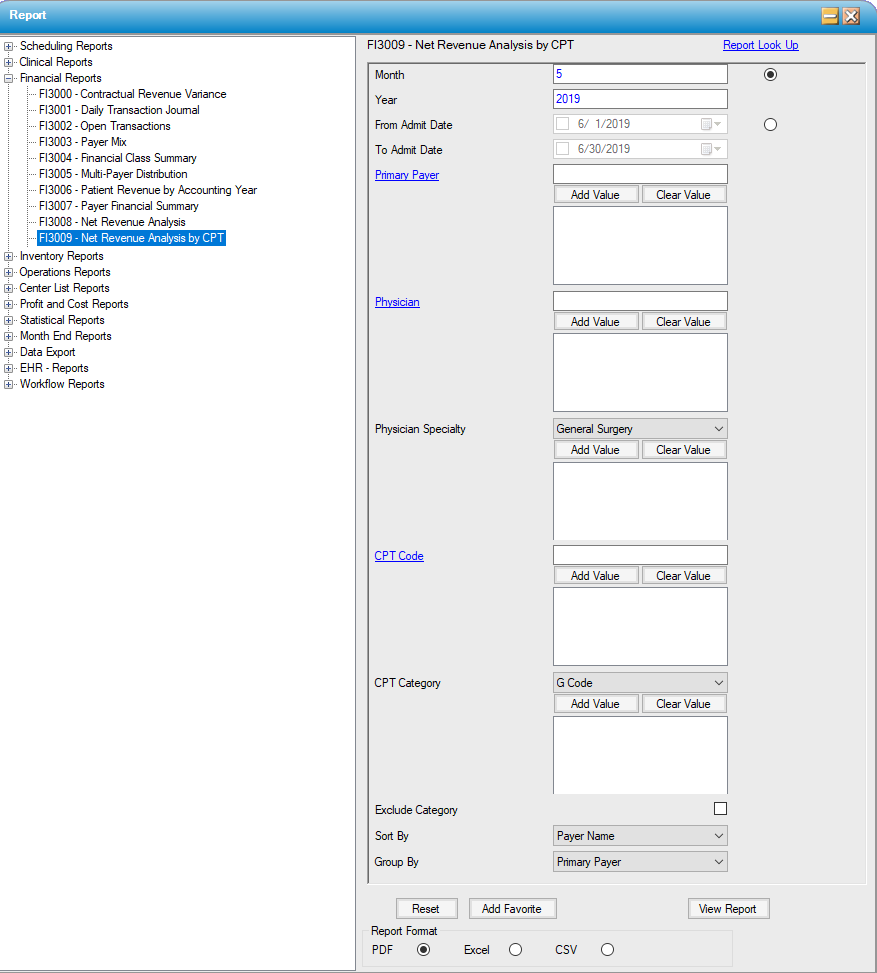 Report
Scheduling Reports
Clinical Reports
Financial Reports
FI3000 - Contractual Revenue Variance
FI3001 - Daily Transaction Journal
FI3002 - Open Transactions
FI3003 - Payer Mix
FI3004 - Financial Class Summary
FI3005 - Multi-Payer Distribution
FI3006 - Patient Revenue by Accounting Year
FI3007 - Payer Financial Summary
FI3008 - Net Revenue Analysis
FI3009 - Net Revenue Analysis by CPT
Inventory Reports
Operations Reports
Center List Reports
Profit and Cost Reports
Statistical Reports
Month End Reports
Data Export
EHR - Reports
Workflow Reports
FI3009 - Net Revenue Analysis by CPT Report Look Up
Month 5
Year 2019
From Admit Date 6/ 1/2019
To Admit Date 6/30/2019
Primary Payer
Add Value Clear Value
Physician
Add Value Clear Value
Physician Specialty General Surgery
Add Value Clear Value
CPT Code
Add Value Clear Value
CPT Category G Code
Add Value Clear Value
Exclude Category
Sort By Payer Name
Group By Primary Payer
Reset Add Favorite View Report
Report Format
PDF Excel CSV